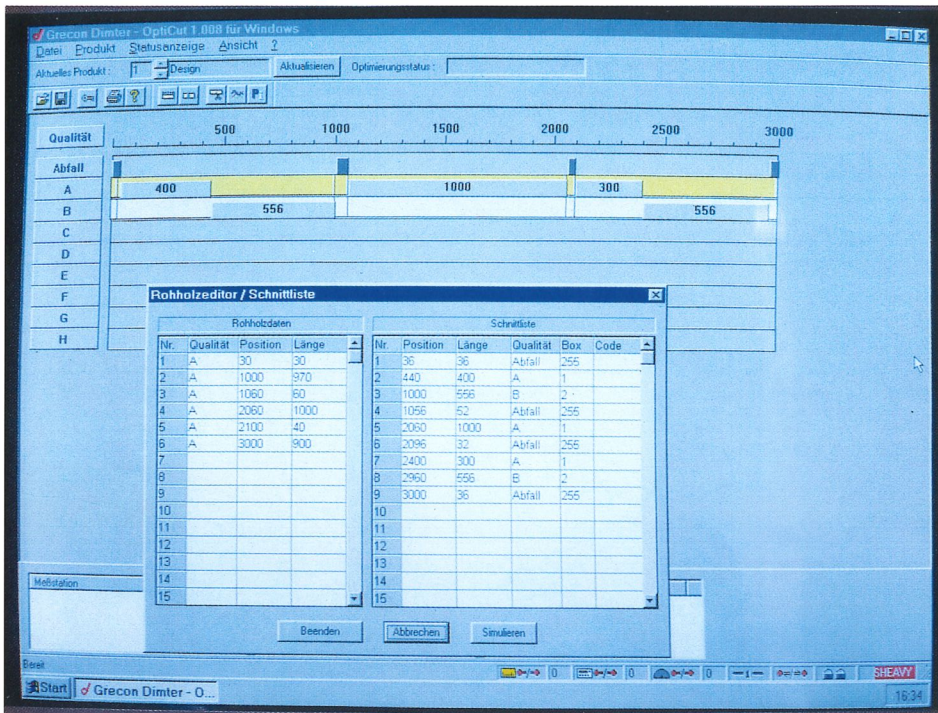 Grecon Dimter - OptiCut 1.008 für Windows
Datei Produkt Statusanzeige Ansicht ?
Aktuelles Produkt : 1 Design Aktualisieren Optimierungsstatus :
Qualität 500 1000 1500 2000 2500 3000
Abfall
A 400 1000 300
B 556 556
C
D
E
F
G
H
Rohholzeditor / Schnittliste
Rohholzdaten Schnittliste
Nr. Qualität Position Länge Nr. Position Länge Qualität Box Code
1 A 30 30 1 36 36 Abfall 255
2 A 1000 970 2 440 400 A 1
3 A 1060 60 3 1000 556 B 2
4 A 2060 1000 4 1056 52 Abfall 255
5 A 2100 40 5 2060 1000 A 1
6 A 3000 900 6 2096 32 Abfall 255
7 7 2400 300 A 1
8 8 2960 556 B 2
9 9 3000 36 Abfall 255
10 10
11 11
12 12
13 13
14 14
15 15
Meßstation
Beenden Abbrechen Simulieren
Bereit
0 0 0 1 SHEAVY
Start Grecon Dimter - O... 16:34